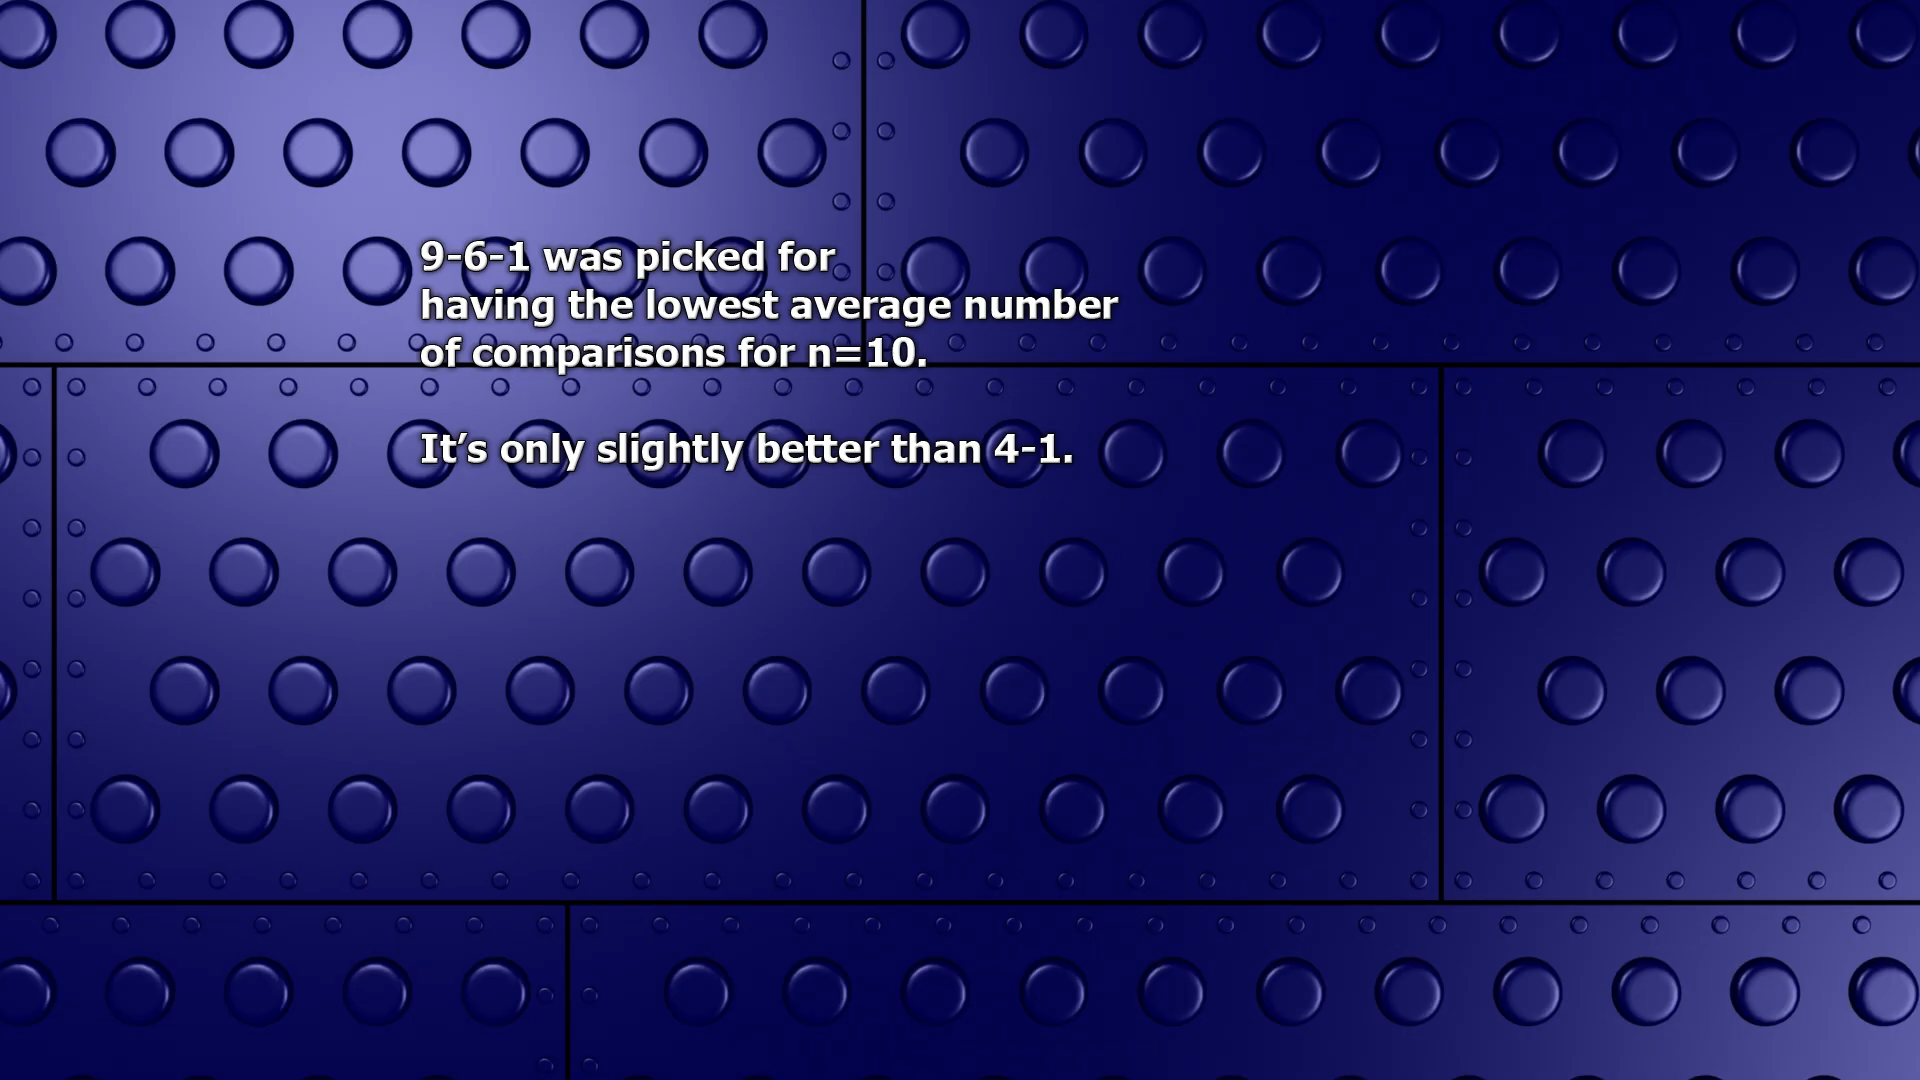 9-6-1 was picked for
having the lowest average number
of comparisons for n=10.
It’s only slightly better than 4-1.